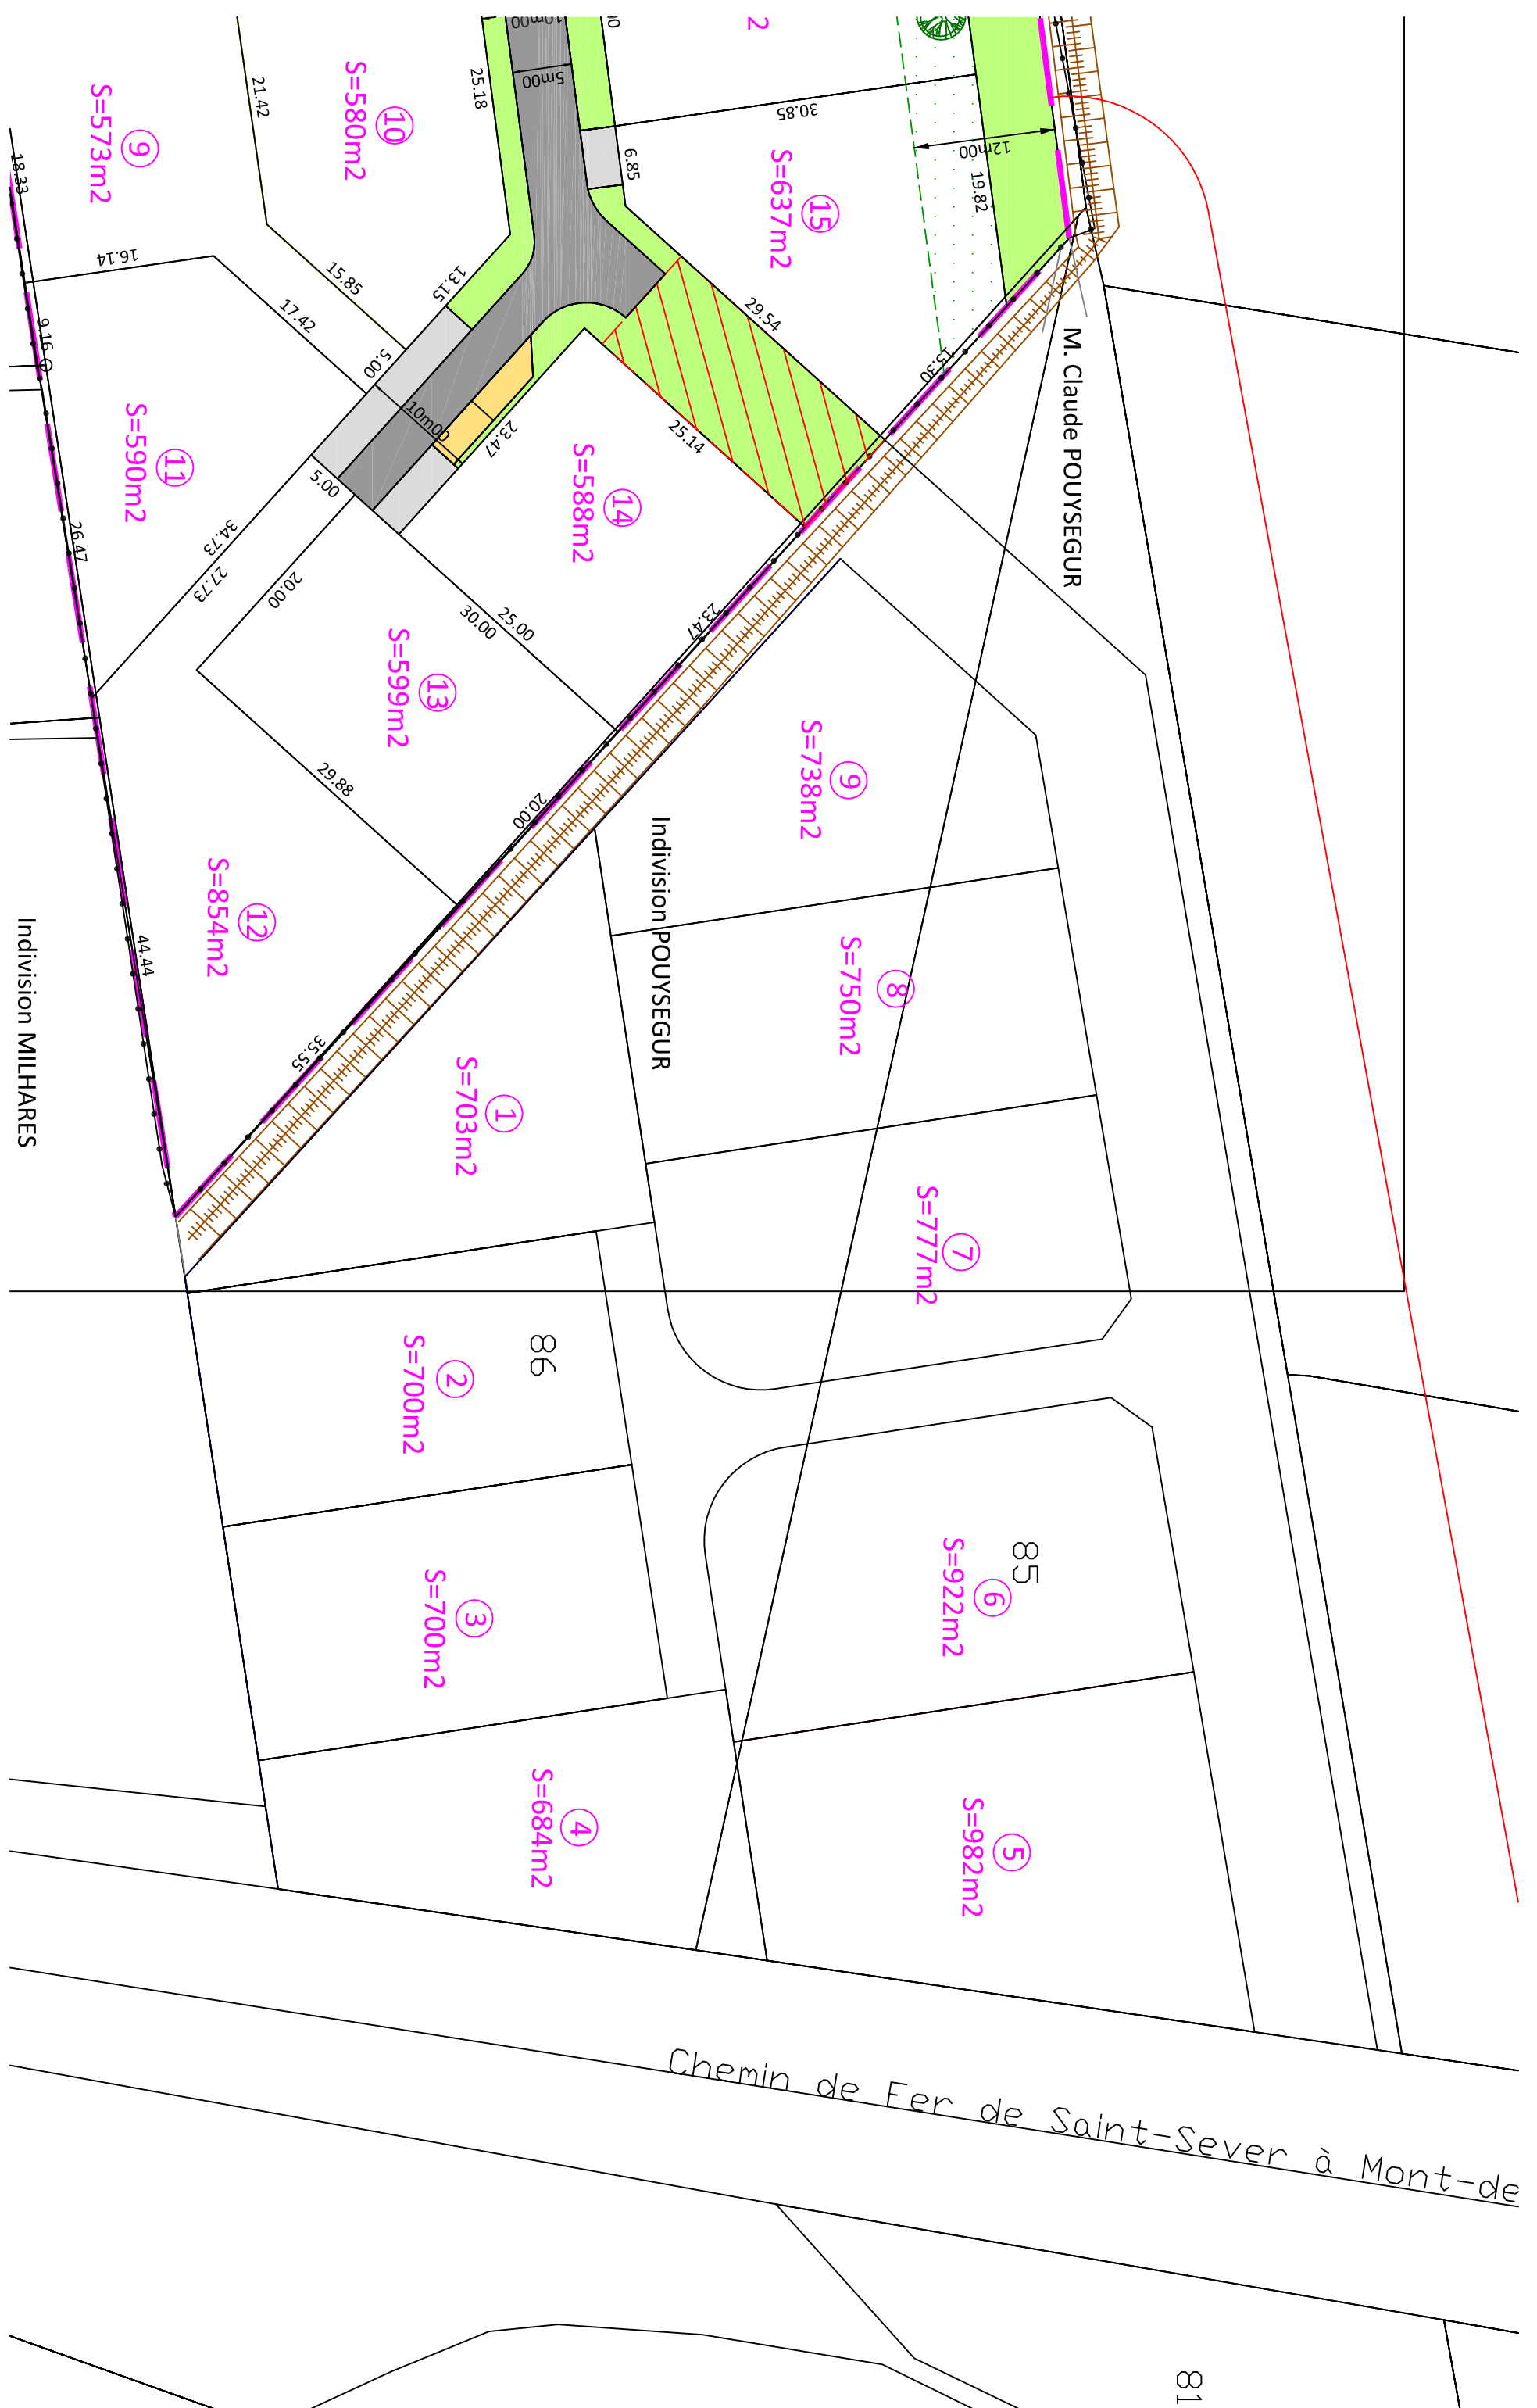 10m00
5m00
25.18
21.42
⑩
S=580m2
⑨
S=573m2
18.33
16.14
9.16
15.85
17.42
13.15
5.00
10m00
23.47
5.00
6.85
30.85
⑮
S=637m2
12m00
19.82
29.54
15.30
25.14
M. Claude POUYSEGUR
⑪
S=590m2
26.47
34.73
27.73
20.00
⑭
S=588m2
25.00
30.00
23.47
⑬
S=599m2
29.88
20.00
⑫
S=854m2
44.44
35.55
Indivision MILHARES
Indivision POUYSEGUR
⑨
S=738m2
⑧
S=750m2
⑦
S=777m2
①
S=703m2
86
②
S=700m2
③
S=700m2
④
S=684m2
85
⑥
S=922m2
⑤
S=982m2
Chemin de Fer de Saint-Sever à Mont-de
81